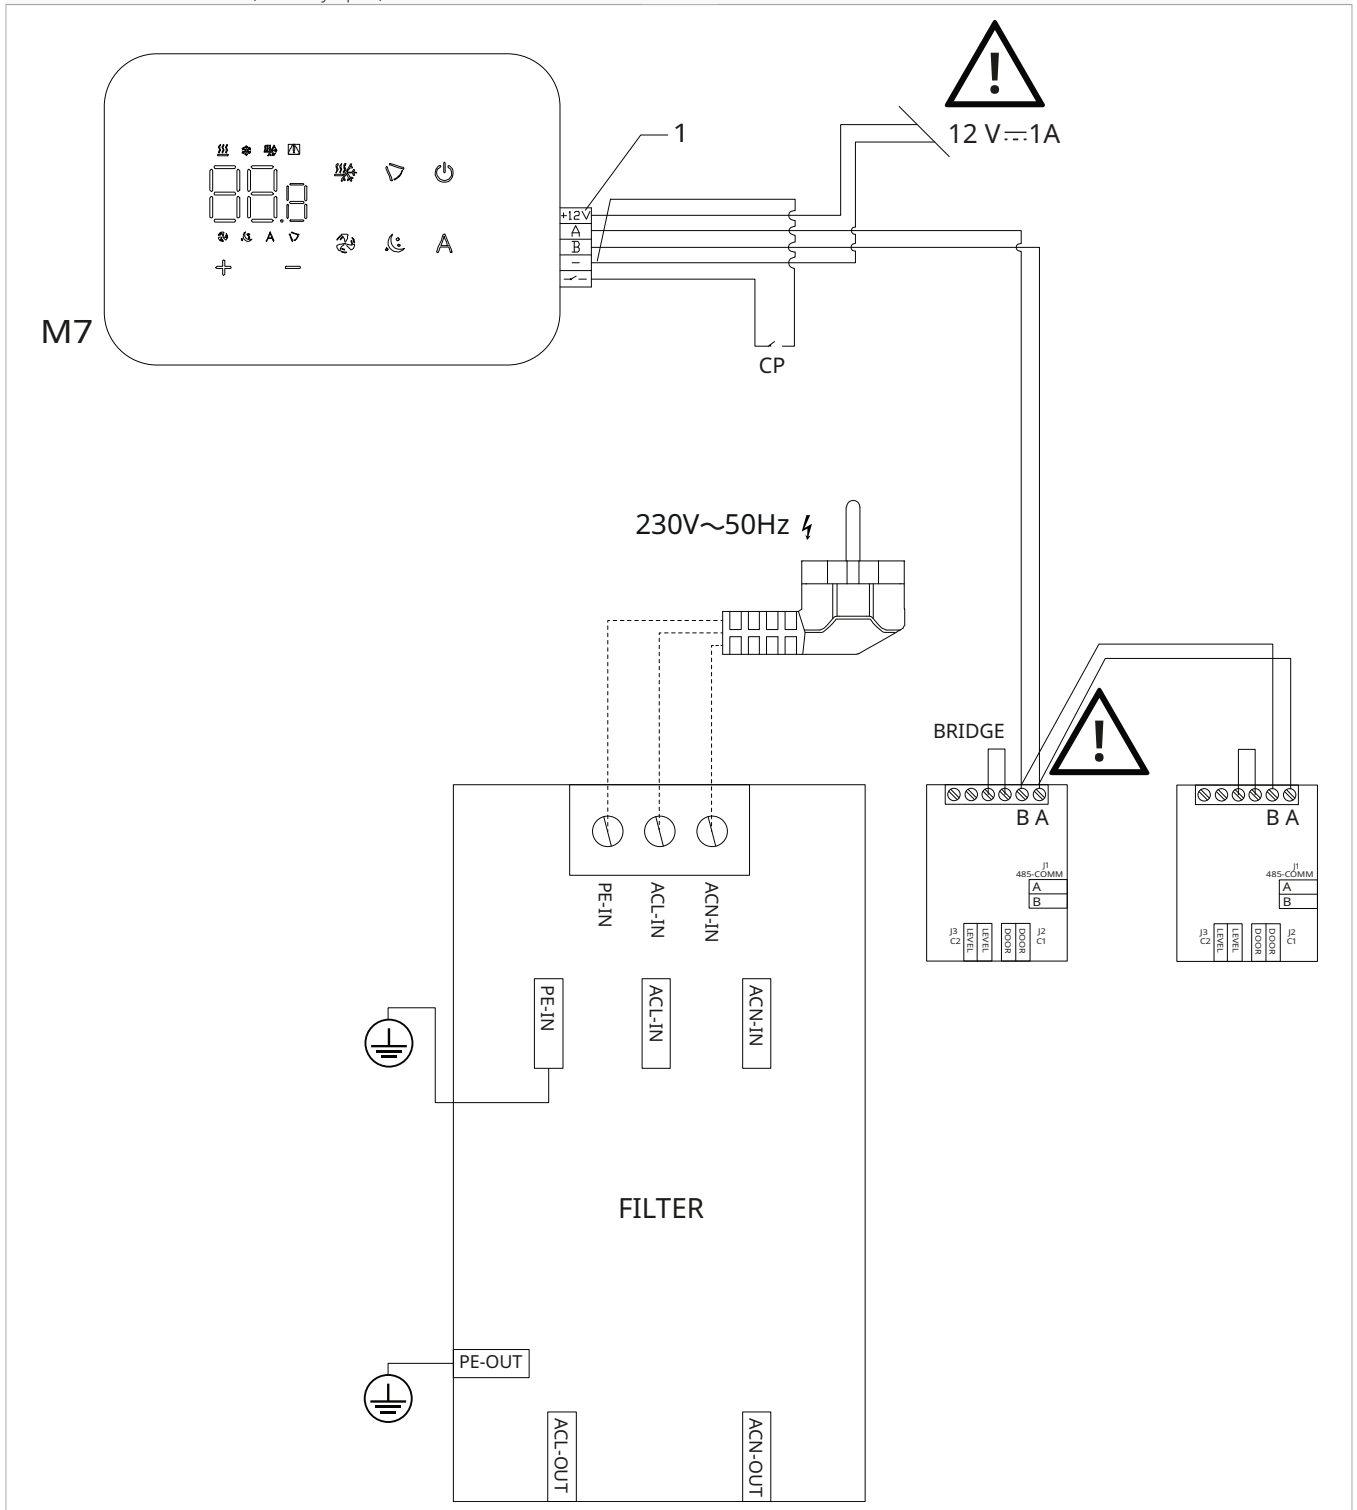 12 V⎓1A
1
+12V
A
B
-
A
A
+
-
M7
CP
230V~50Hz
BRIDGE
B A
B A
J1
485-COMM
A
B
J3
C2
LEVEL
LEVEL
DOOR
DOOR
J2
C1
J1
485-COMM
A
B
J3
C2
LEVEL
LEVEL
DOOR
DOOR
J2
C1
PE-IN
ACL-IN
ACN-IN
PE-IN
ACL-IN
ACN-IN
FILTER
PE-OUT
ACL-OUT
ACN-OUT